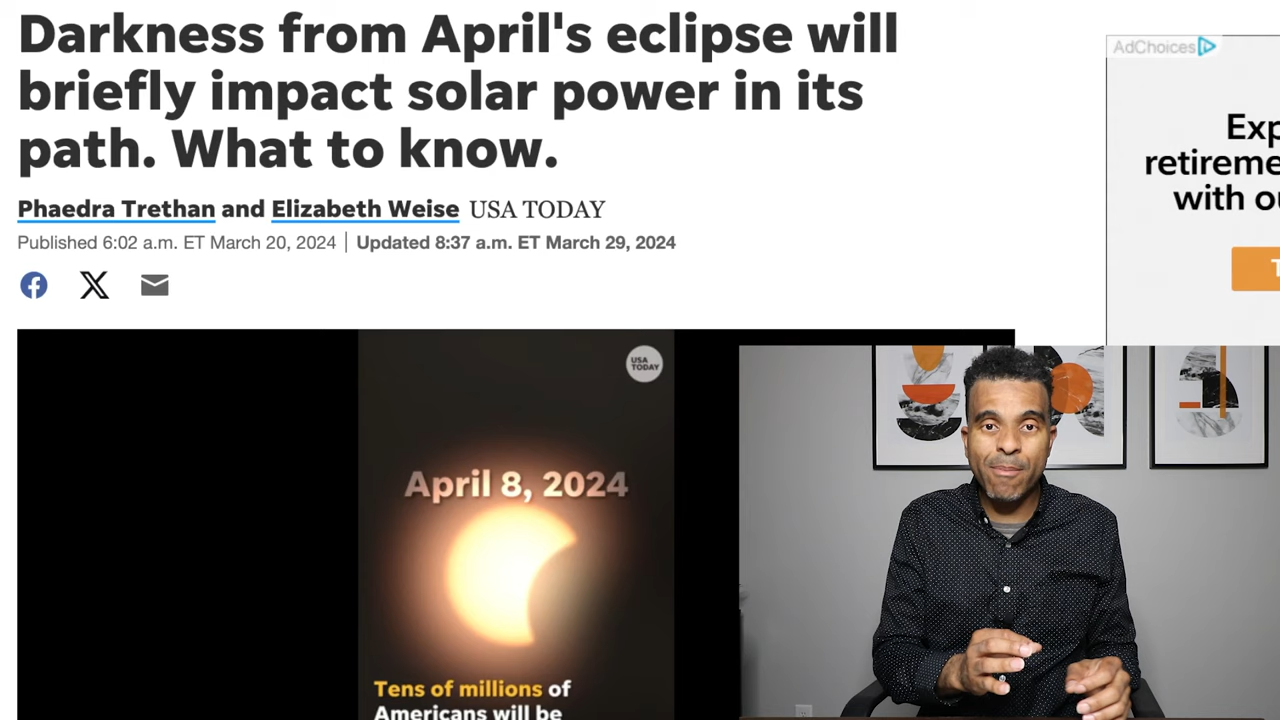 Darkness from April's eclipse will
briefly impact solar power in its
path. What to know.
Phaedra Trethan and Elizabeth Weise USA TODAY
Published 6:02 a.m. ET March 20, 2024 | Updated 8:37 a.m. ET March 29, 2024
AdChoices
retireme
with
USA
TODAY
April 8, 2024
Tens of millions of
Americans will be